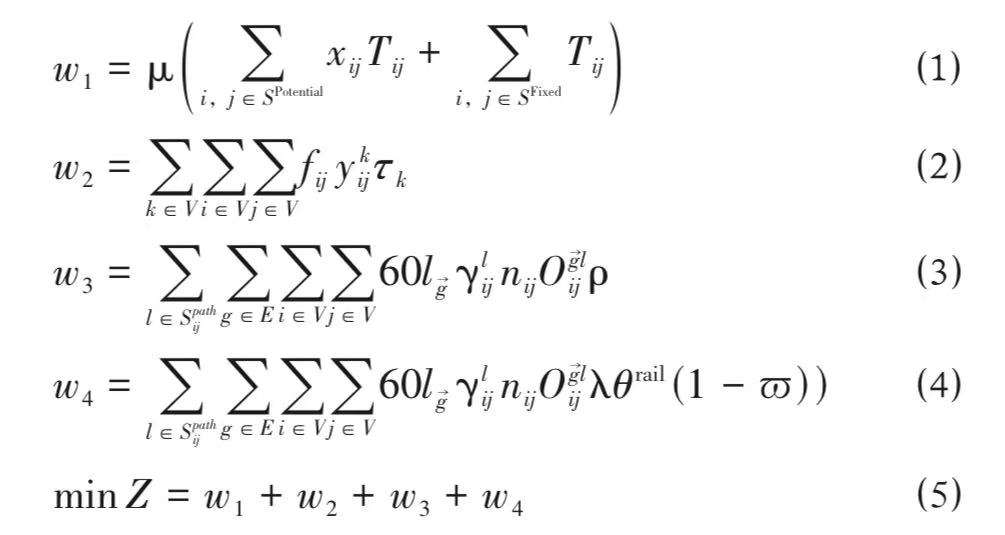 w_1 = μ( ∑_{i, j ∈ S^{Potential}} x_{ij} T_{ij} + ∑_{i, j ∈ S^{Fixed}} T_{ij} ) (1)
w_2 = ∑_{k ∈ V} ∑_{i ∈ V} ∑_{j ∈ V} f_{ij} y_{ij}^{k} τ_k (2)
w_3 = ∑_{l ∈ S_{ij}^{path}} ∑_{g ∈ E} ∑_{i ∈ V} ∑_{j ∈ V} 60 l_{\vec{g}} γ_{ij}^{l} n_{ij} O_{ij}^{\vec{g}l} ρ (3)
w_4 = ∑_{l ∈ S_{ij}^{path}} ∑_{g ∈ E} ∑_{i ∈ V} ∑_{j ∈ V} 60 l_{\vec{g}} γ_{ij}^{l} n_{ij} O_{ij}^{\vec{g}l} λθ^{rail} (1 - ϖ)) (4)
min Z = w_1 + w_2 + w_3 + w_4 (5)